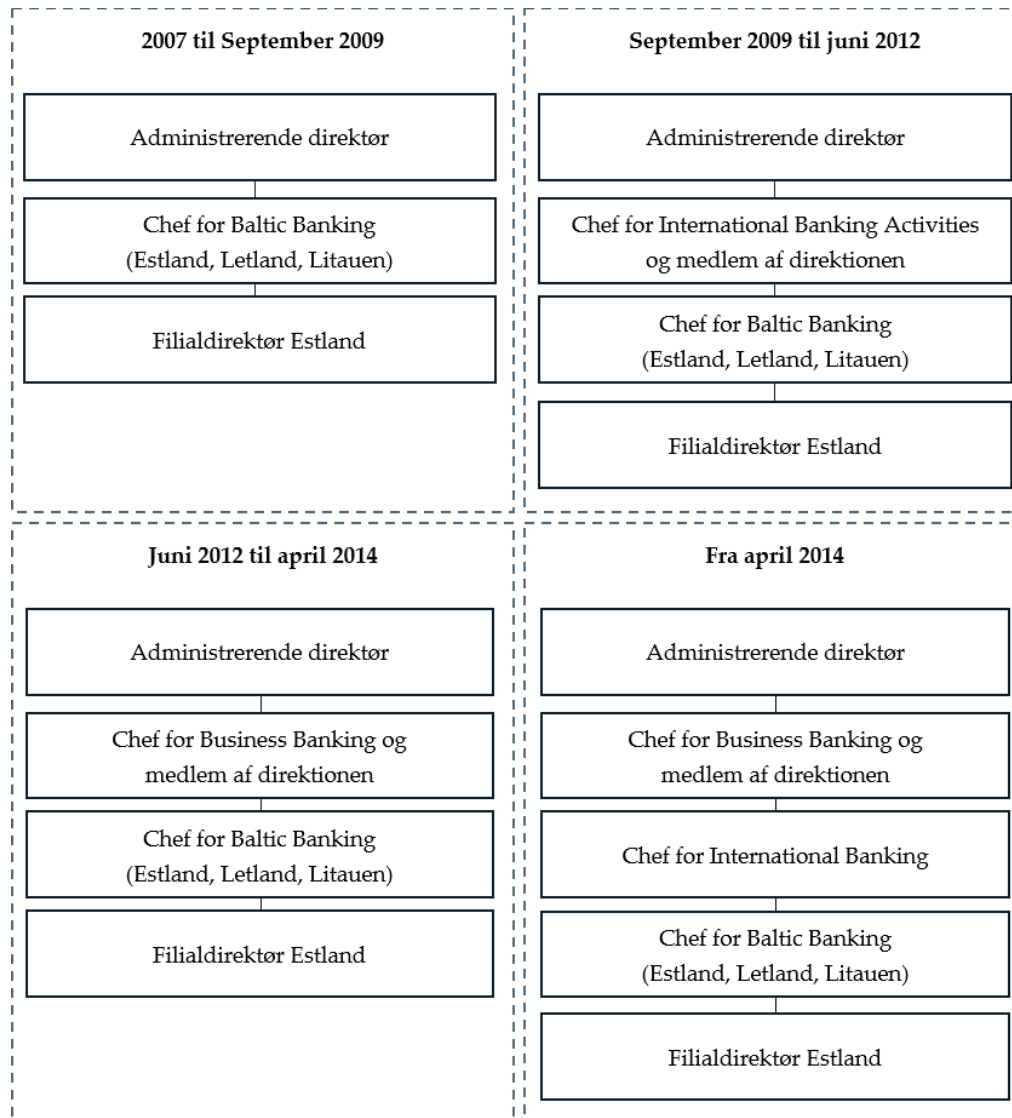 2007 til September 2009
Administrerende direktør
Chef for Baltic Banking
(Estland, Letland, Litauen)
Filialdirektør Estland
September 2009 til juni 2012
Administrerende direktør
Chef for International Banking Activities
og medlem af direktionen
Chef for Baltic Banking
(Estland, Letland, Litauen)
Filialdirektør Estland
Juni 2012 til april 2014
Administrerende direktør
Chef for Business Banking og
medlem af direktionen
Chef for Baltic Banking
(Estland, Letland, Litauen)
Filialdirektør Estland
Fra april 2014
Administrerende direktør
Chef for Business Banking og
medlem af direktionen
Chef for International Banking
Chef for Baltic Banking
(Estland, Letland, Litauen)
Filialdirektør Estland